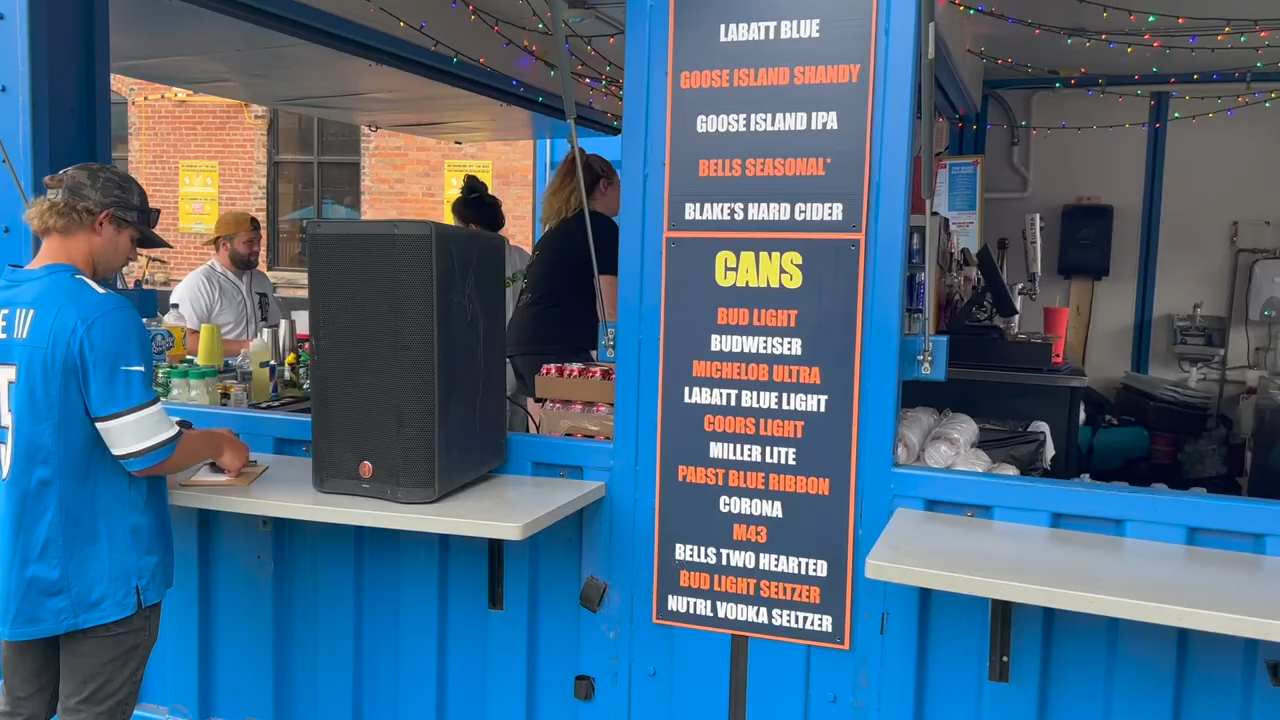 LABATT BLUE
GOOSE ISLAND SHANDY
GOOSE ISLAND IPA
BELLS SEASONAL*
BLAKE'S HARD CIDER
CANS
BUD LIGHT
BUDWEISER
MICHELOB ULTRA
LABATT BLUE LIGHT
COORS LIGHT
MILLER LITE
PABST BLUE RIBBON
CORONA
M43
BELLS TWO HEARTED
BUD LIGHT SELTZER
NUTRL VODKA SELTZER
E III
D
ULTRA